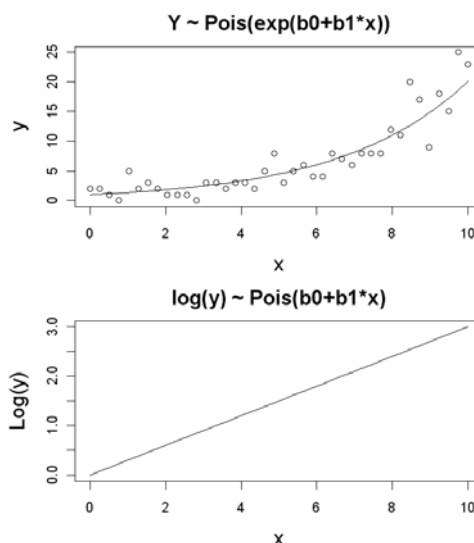 Y ~ Pois(exp(b0+b1*x))
y
25
20
15
10
5
0
0 2 4 6 8 10
x
log(y) ~ Pois(b0+b1*x)
Log(y)
3.0
2.0
1.0
0.0
0 2 4 6 8 10
x